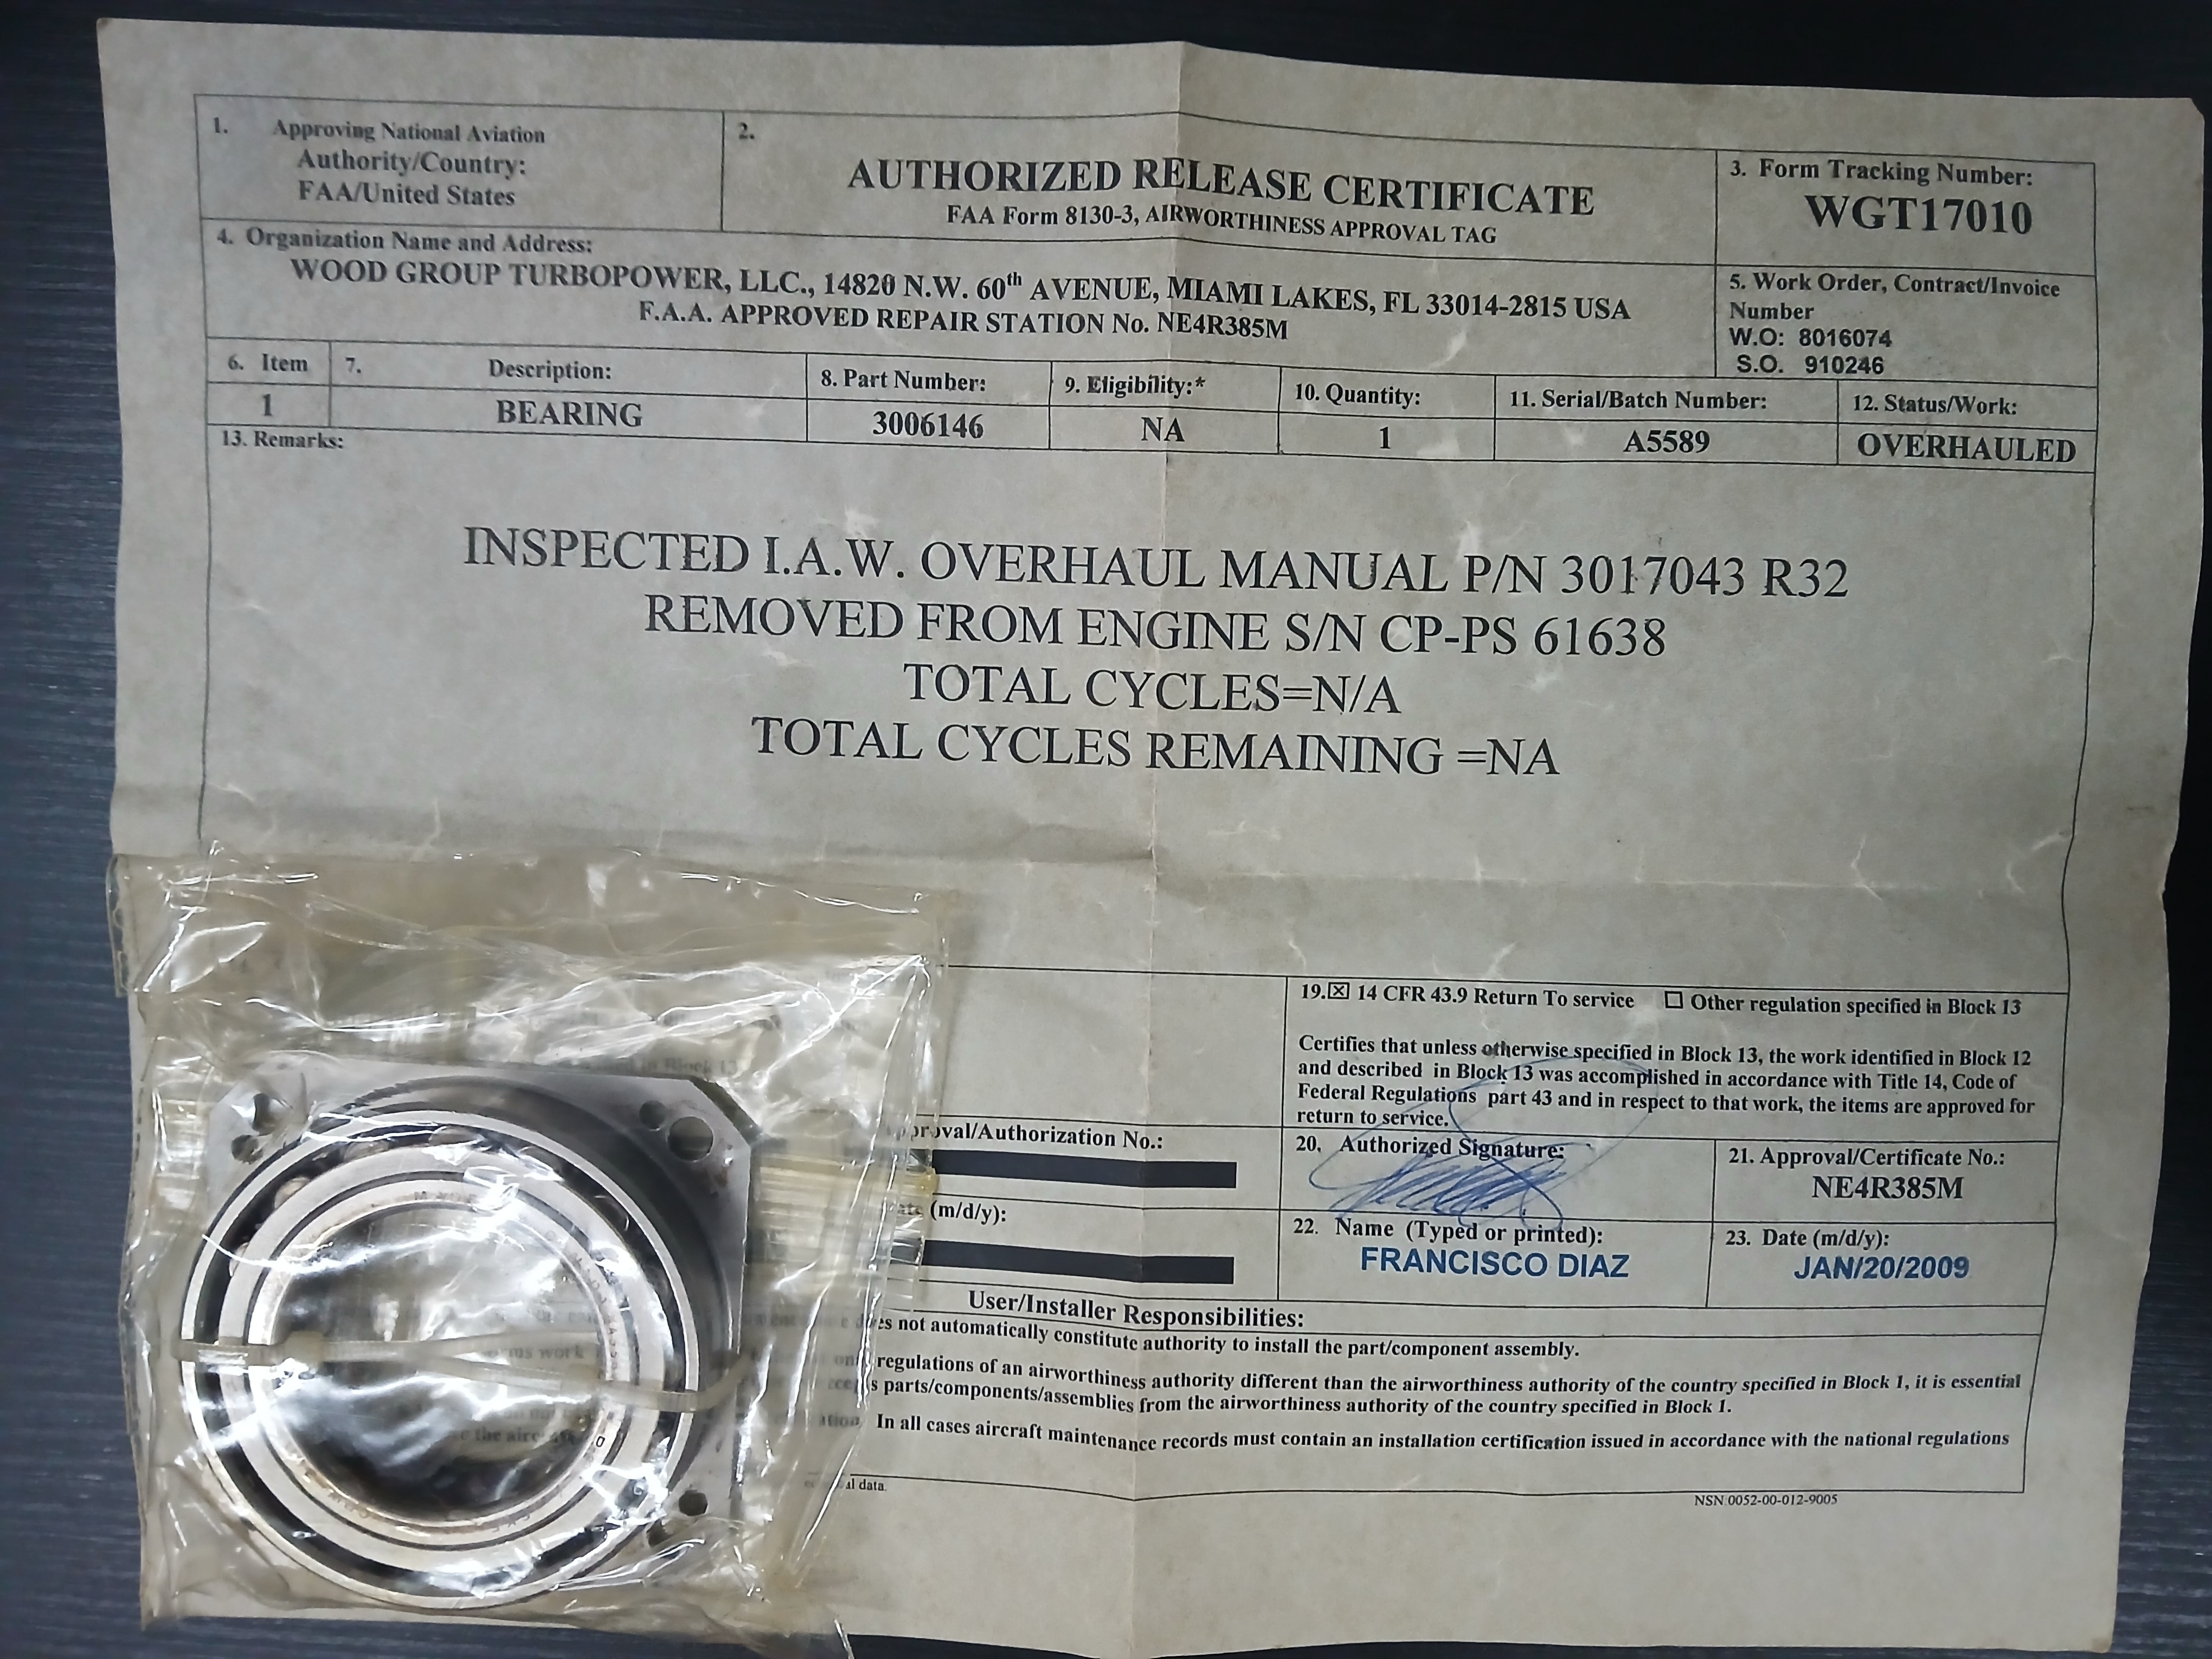 1. Approving National Aviation
Authority/Country:
FAA/United States
2.
AUTHORIZED RELEASE CERTIFICATE
FAA Form 8130-3, AIRWORTHINESS APPROVAL TAG
3. Form Tracking Number:
WGT17010
4. Organization Name and Address:
WOOD GROUP TURBOPOWER, LLC., 14820 N.W. 60th AVENUE, MIAMI LAKES, FL 33014-2815 USA
F.A.A. APPROVED REPAIR STATION No. NE4R385M
5. Work Order, Contract/Invoice
Number
W.O: 8016074
S.O. 910246
6. Item
7. Description:
8. Part Number:
9. Eligibility:*
10. Quantity:
11. Serial/Batch Number:
12. Status/Work:
1
BEARING
3006146
NA
1
A5589
OVERHAULED
13. Remarks:
INSPECTED I.A.W. OVERHAUL MANUAL P/N 3017043 R32
REMOVED FROM ENGINE S/N CP-PS 61638
TOTAL CYCLES=N/A
TOTAL CYCLES REMAINING =NA
in Block 13
19.☒ 14 CFR 43.9 Return To service ☐ Other regulation specified in Block 13
Certifies that unless otherwise specified in Block 13, the work identified in Block 12
and described in Block 13 was accomplished in accordance with Title 14, Code of
Federal Regulations part 43 and in respect to that work, the items are approved for
return to service.
proval/Authorization No.:
20. Authorized Signature:
21. Approval/Certificate No.:
NE4R385M
(m/d/y):
22. Name (Typed or printed):
FRANCISCO DIAZ
23. Date (m/d/y):
JAN/20/2009
User/Installer Responsibilities:
es not automatically constitute authority to install the part/component assembly.
work
regulations of an airworthiness authority different than the airworthiness authority of the country specified in Block 1, it is essential
s parts/components/assemblies from the airworthiness authority of the country specified in Block 1.
In all cases aircraft maintenance records must contain an installation certification issued in accordance with the national regulations
the airc
al data.
NSN:0052-00-012-9005